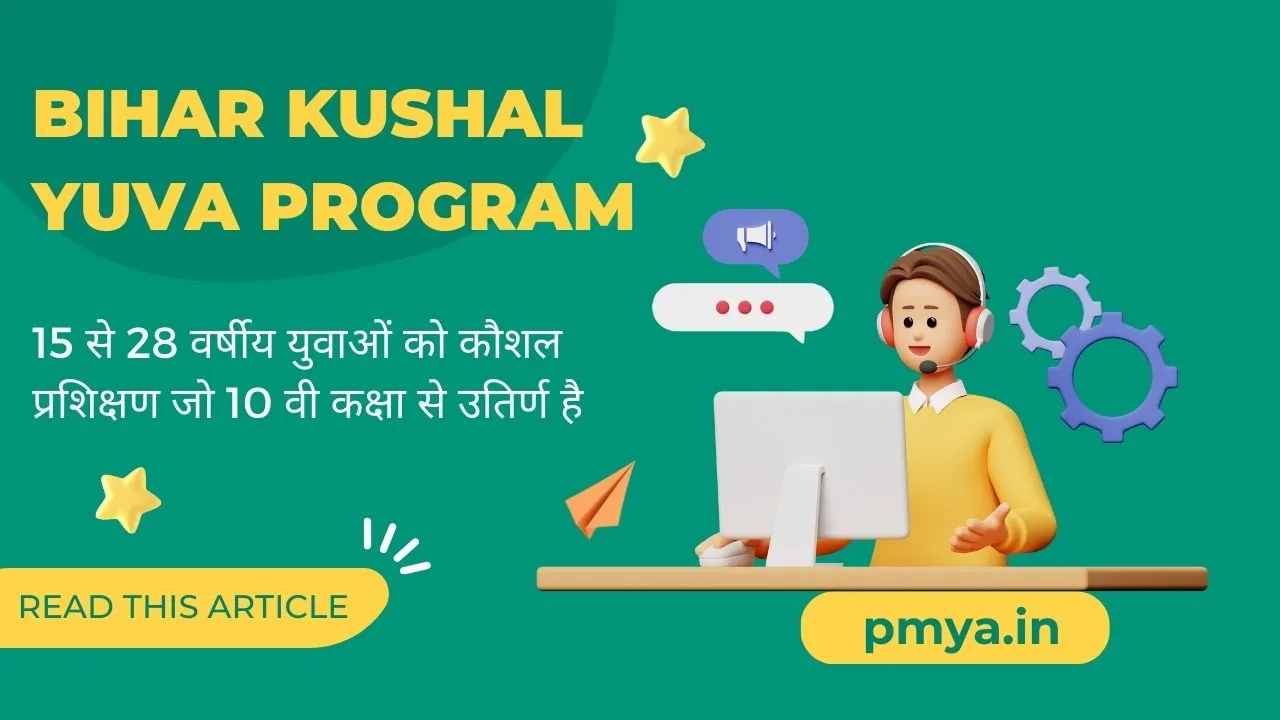 BIHAR KUSHAL
YUVA PROGRAM
15 से 28 वर्षीय युवाओं को कौशल
प्रशिक्षण जो 10 वी कक्षा से उतिर्ण है
READ THIS ARTICLE
pmya.in